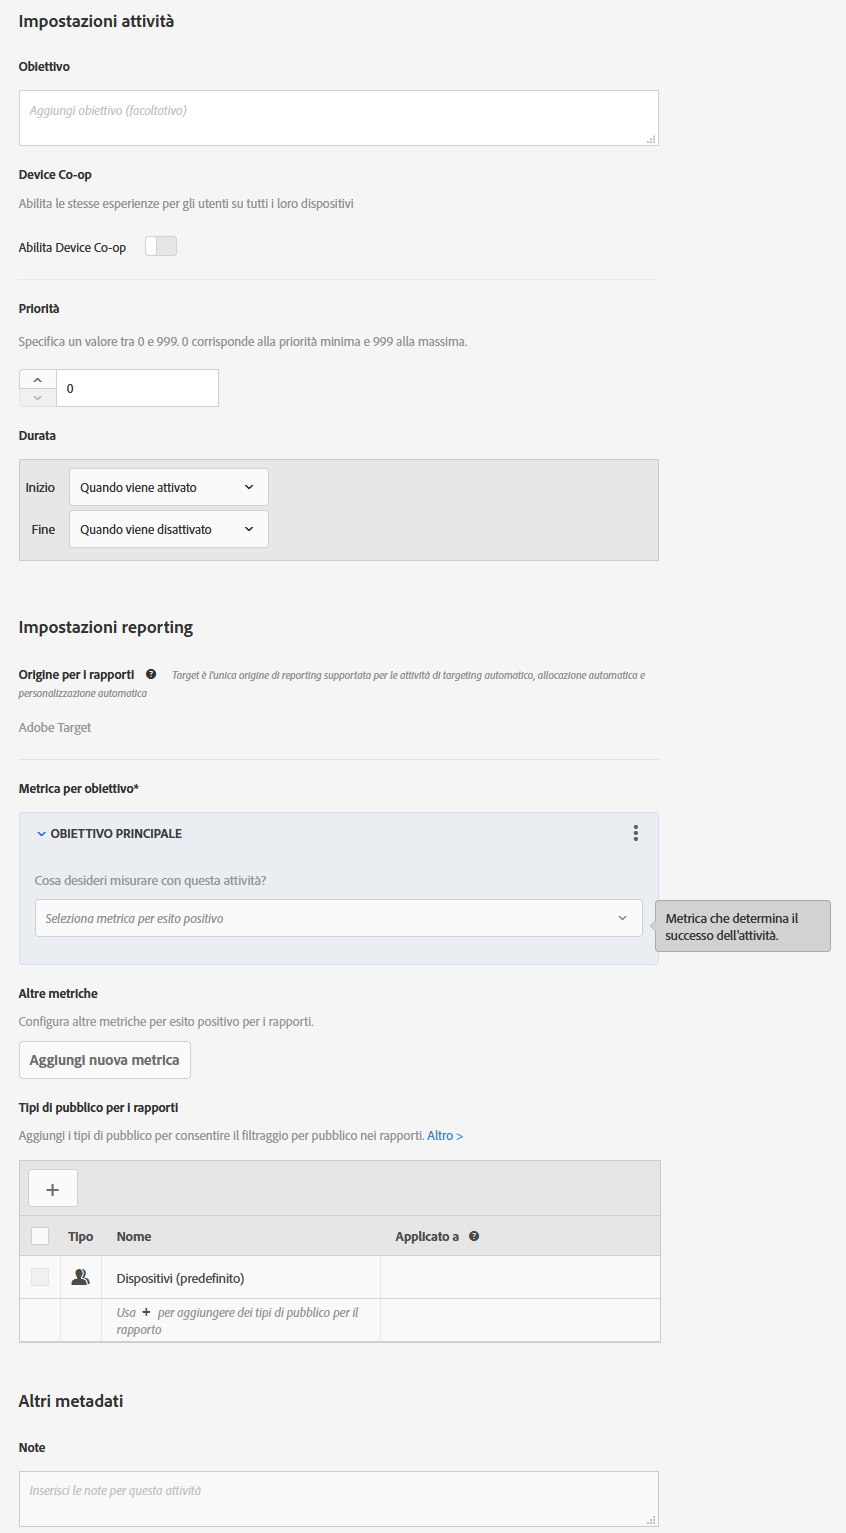 Impostazioni attività
Obiettivo
Aggiungi obiettivo (facoltativo)
Device Co-op
Abilita le stesse esperienze per gli utenti su tutti i loro dispositivi
Abilita Device Co-op
Priorità
Specifica un valore tra 0 e 999. 0 corrisponde alla priorità minima e 999 alla massima.
0
Durata
Inizio Quando viene attivato
Fine Quando viene disattivato
Impostazioni reporting
Origine per i rapporti ? Target è l'unica origine di reporting supportata per le attività di targeting automatico, allocazione automatica e
personalizzazione automatica
Adobe Target
Metrica per obiettivo*
OBIETTIVO PRINCIPALE
Cosa desideri misurare con questa attività?
Seleziona metrica per esito positivo
Metrica che determina il
successo dell'attività.
Altre metriche
Configura altre metriche per esito positivo per i rapporti.
Aggiungi nuova metrica
Tipi di pubblico per i rapporti
Aggiungi i tipi di pubblico per consentire il filtraggio per pubblico nei rapporti. Altro >
+
Tipo Nome Applicato a ?
Dispositivi (predefinito)
Usa + per aggiungere dei tipi di pubblico per il
rapporto
Altri metadati
Note
Inserisci le note per questa attività